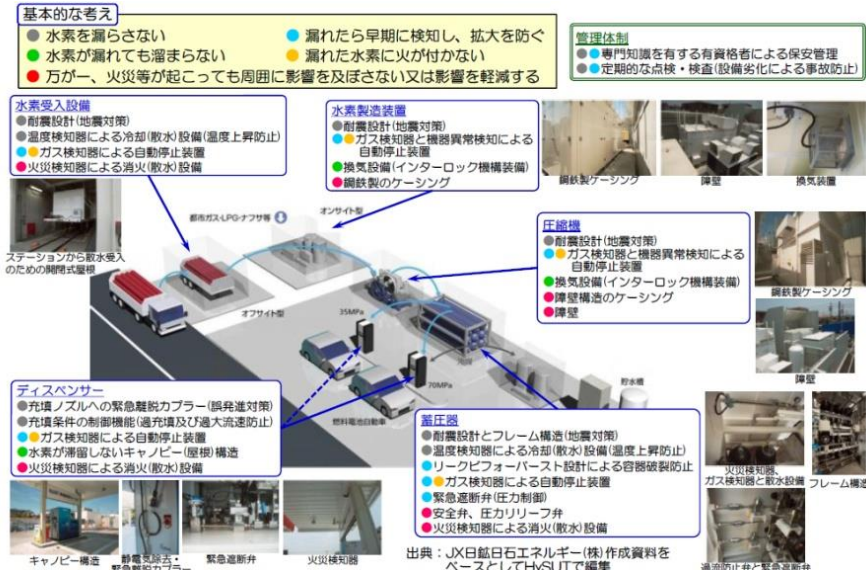 基本的な考え
水素を漏らさない
漏れたら早期に検知し、拡大を防ぐ
水素が漏れても溜まらない
漏れた水素に火が付かない
万が一、火災等が起こっても周囲に影響を及ぼさない又は影響を軽減する
管理体制
専門知識を有する有資格者による保安管理
定期的な点検・検査(設備劣化による事故防止)
水素受入設備
耐震設計(地震対策)
温度検知器による冷却(散水)設備(温度上昇防止)
ガス検知器による自動停止装置
火災検知器による消火(散水)設備
水素製造装置
耐震設計(地震対策)
ガス検知器と機器異常検知による
自動停止装置
換気設備(インターロック機構装備)
鋼鉄製のケーシング
鋼鉄製ケーシング
障壁
換気装置
ステーションから散水受入
のための開閉式屋根
都市ガス・LPG・ナフサ等
オンサイト型
オフサイト型
35MPa
70MPa
燃料電池自動車
貯水槽
圧縮機
耐震設計(地震対策)
ガス検知器と機器異常検知による
自動停止装置
換気設備(インターロック機構装備)
障壁構造のケーシング
障壁
鋼鉄製ケーシング
障壁
ディスペンサー
充填ノズルへの緊急離脱カプラー(誤発進対策)
充填条件の制御機能(過充填及び過大流速防止)
ガス検知器による自動停止装置
水素が滞留しないキャノピー(屋根)構造
火災検知器による消火(散水)設備
蓄圧器
耐震設計とフレーム構造(地震対策)
温度検知器による冷却(散水)設備(温度上昇防止)
リークビフォーバースト設計による容器破裂防止
ガス検知器による自動停止装置
緊急遮断弁(圧力制御)
安全弁、圧力リリーフ弁
火災検知器による消火(散水)設備
火災検知器、
ガス検知器と散水設備
フレーム構造
キャノピー構造
静電気除去・
緊急離脱カプラー
緊急遮断弁
火災検知器
過流防止弁と緊急遮断弁
出典:JX日鉱日石エネルギー(株)作成資料を
ベースとしてHySUTで編集